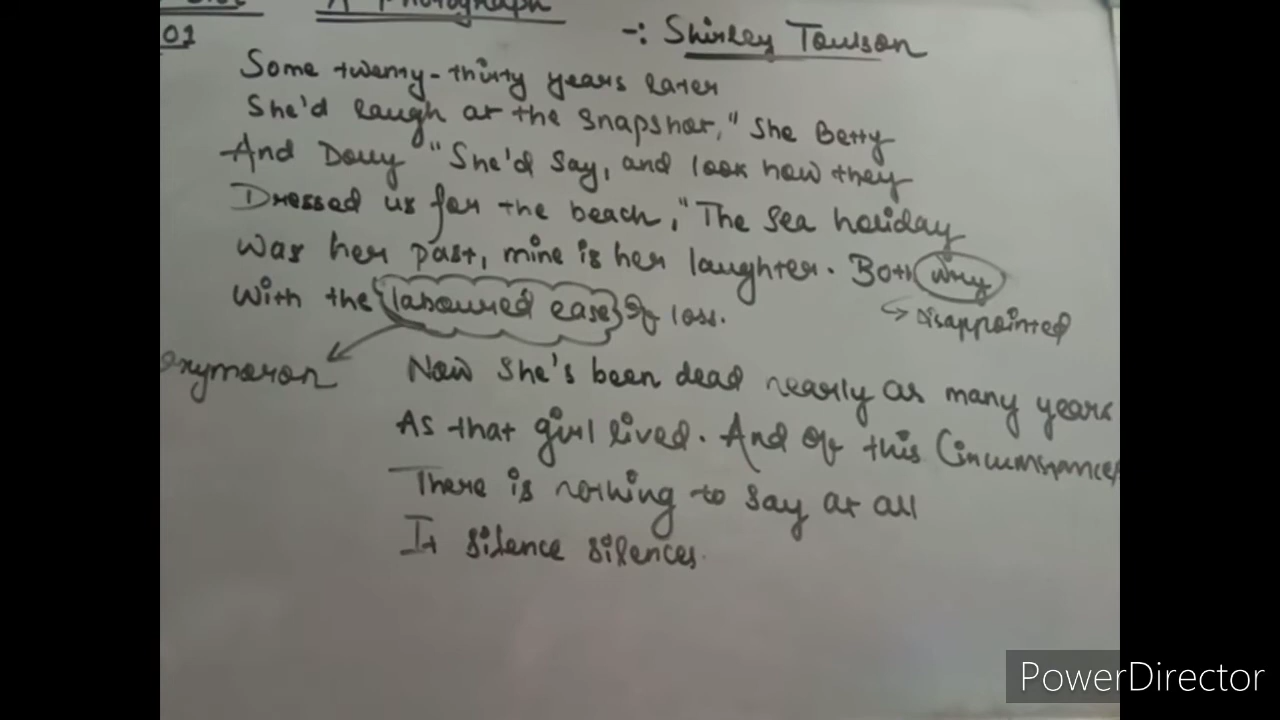 A Photograph
01
-: Shirley Toulson
Some twenty-thirty years later
She'd laugh at the snapshot," She Betty
And Dolly "She'd say, and look how they
Dressed us for the beach," The sea holiday
was her past, mine is her laughter. Both wry
With the laboured ease of loss.
Disappointed
oxymoron
Now she's been dead nearly as many years
As that girl lived. And of this Circumstances
There is nothing to say at all
It silence silences.
PowerDirector